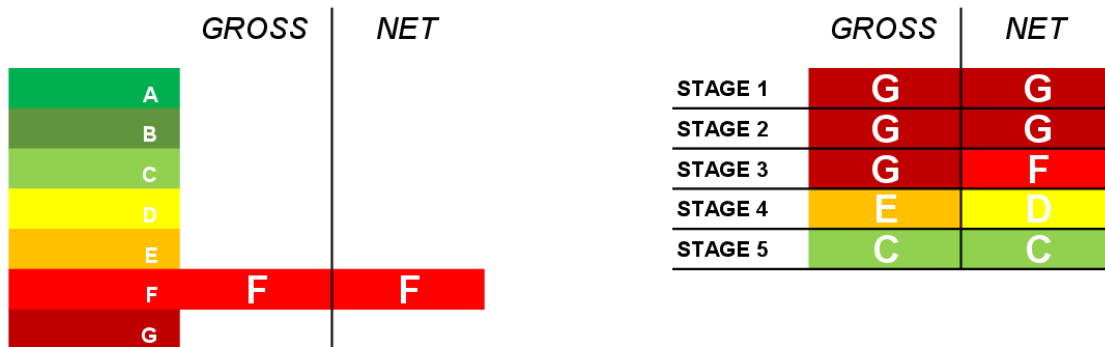 GROSS NET
A
B
C
D
E
F F F
G
GROSS NET
STAGE 1 G G
STAGE 2 G G
STAGE 3 G F
STAGE 4 E D
STAGE 5 C C